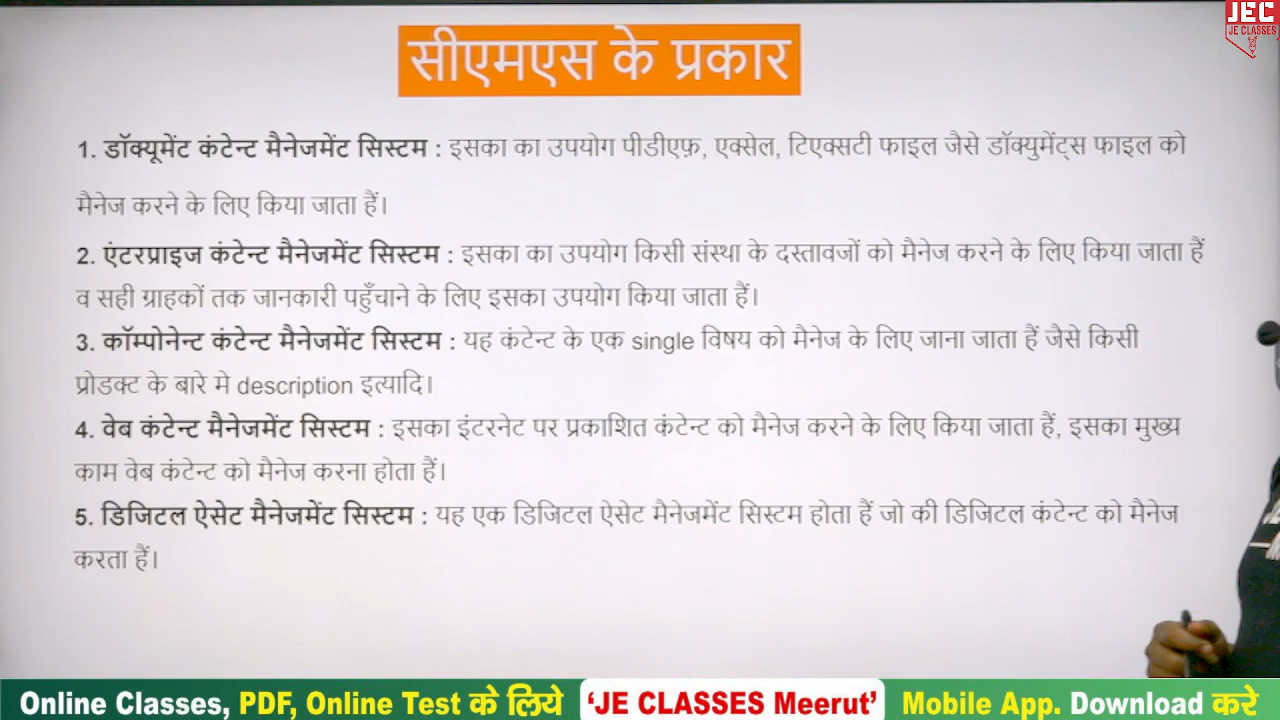 JEC
JE CLASSES
सीएमएस के प्रकार
1. डॉक्यूमेंट कंटेन्ट मैनेजमेंट सिस्टम : इसका का उपयोग पीडीएफ़, एक्सेल, टिएक्सटी फाइल जैसे डॉक्युमेंट्स फाइल को
मैनेज करने के लिए किया जाता हैं।
2. एंटरप्राइज कंटेन्ट मैनेजमेंट सिस्टम : इसका का उपयोग किसी संस्था के दस्तावजों को मैनेज करने के लिए किया जाता हैं
व सही ग्राहकों तक जानकारी पहुँचाने के लिए इसका उपयोग किया जाता हैं।
3. कॉम्पोनेन्ट कंटेन्ट मैनेजमेंट सिस्टम : यह कंटेन्ट के एक single विषय को मैनेज के लिए जाना जाता हैं जैसे किसी
प्रोडक्ट के बारे मे description इत्यादि।
4. वेब कंटेन्ट मैनेजमेंट सिस्टम : इसका इंटरनेट पर प्रकाशित कंटेन्ट को मैनेज करने के लिए किया जाता हैं, इसका मुख्य
काम वेब कंटेन्ट को मैनेज करना होता हैं।
5. डिजिटल ऐसेट मैनेजमेंट सिस्टम : यह एक डिजिटल ऐसेट मैनेजमेंट सिस्टम होता हैं जो की डिजिटल कंटेन्ट को मैनेज
करता हैं।
Online Classes, PDF, Online Test के लिये ‘JE CLASSES Meerut’ Mobile App. Download करे